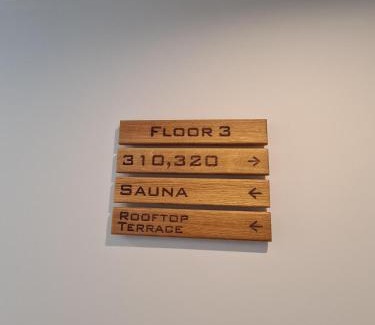 FLOOR 3
310,320 →
SAUNA ←
ROOFTOP
TERRACE ←